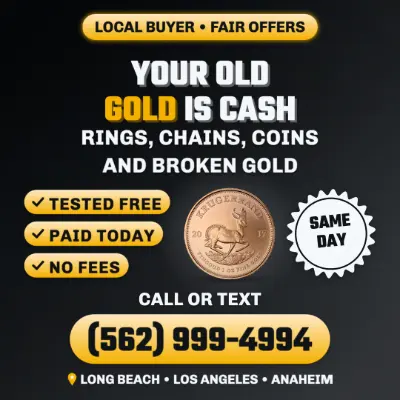 LOCAL BUYER • FAIR OFFERS
YOUR OLD
GOLD IS CASH
RINGS, CHAINS, COINS
AND BROKEN GOLD
✓ TESTED FREE
✓ PAID TODAY
✓ NO FEES
KRUGERRAND
20
SAME
DAY
CALL OR TEXT
(562) 999-4994
LONG BEACH • LOS ANGELES • ANAHEIM